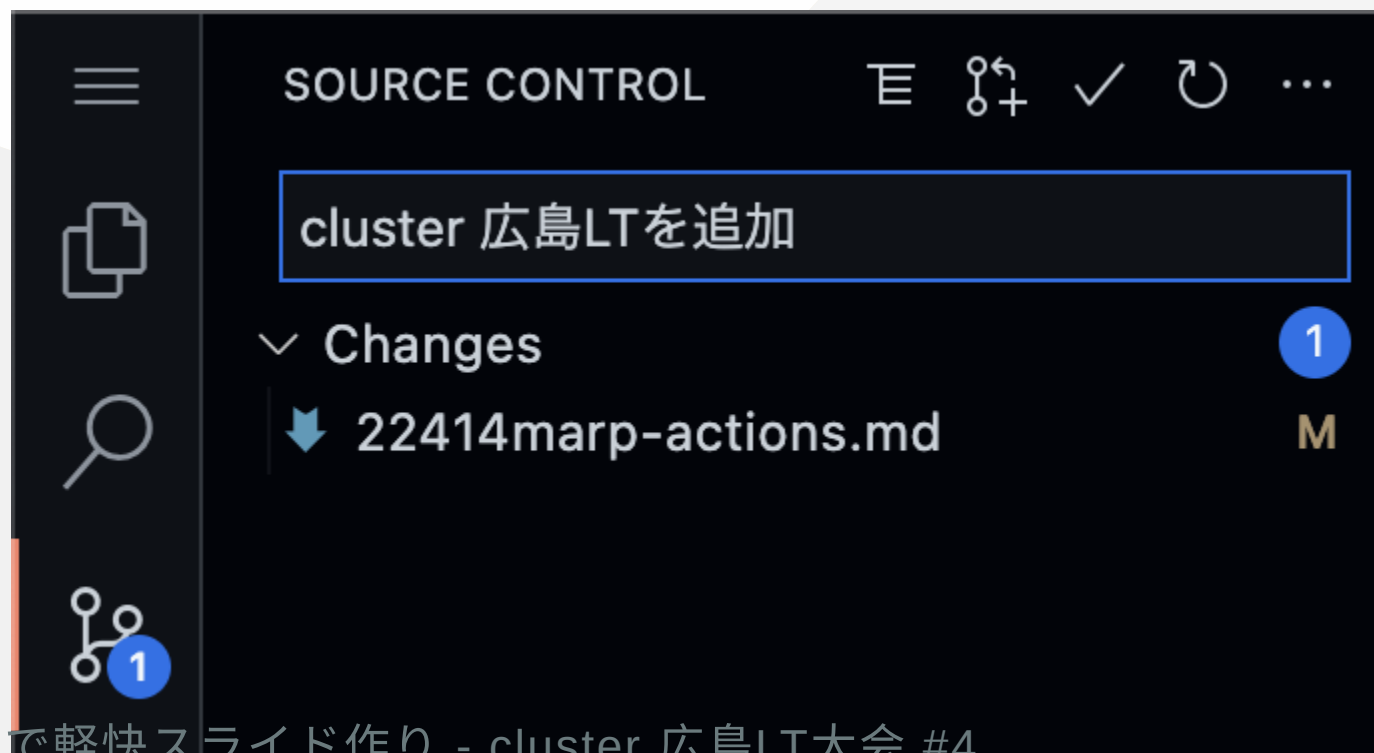 SOURCE CONTROL
cluster 広島LTを追加
Changes
1
22414marp-actions.md
M
1
で軽快スライド作り - cluster 広島LT大会 #4